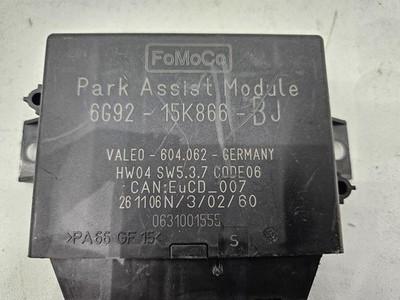 FoMoCo
Park Assist Module
6G92 - 15K866 - BJ
VALEO - 604.062 - GERMANY
HW04 SW5.3.7 CODE06
CAN:EuCD_007
261106N/3/02/60
0631001555
>PA66 GF15<
S